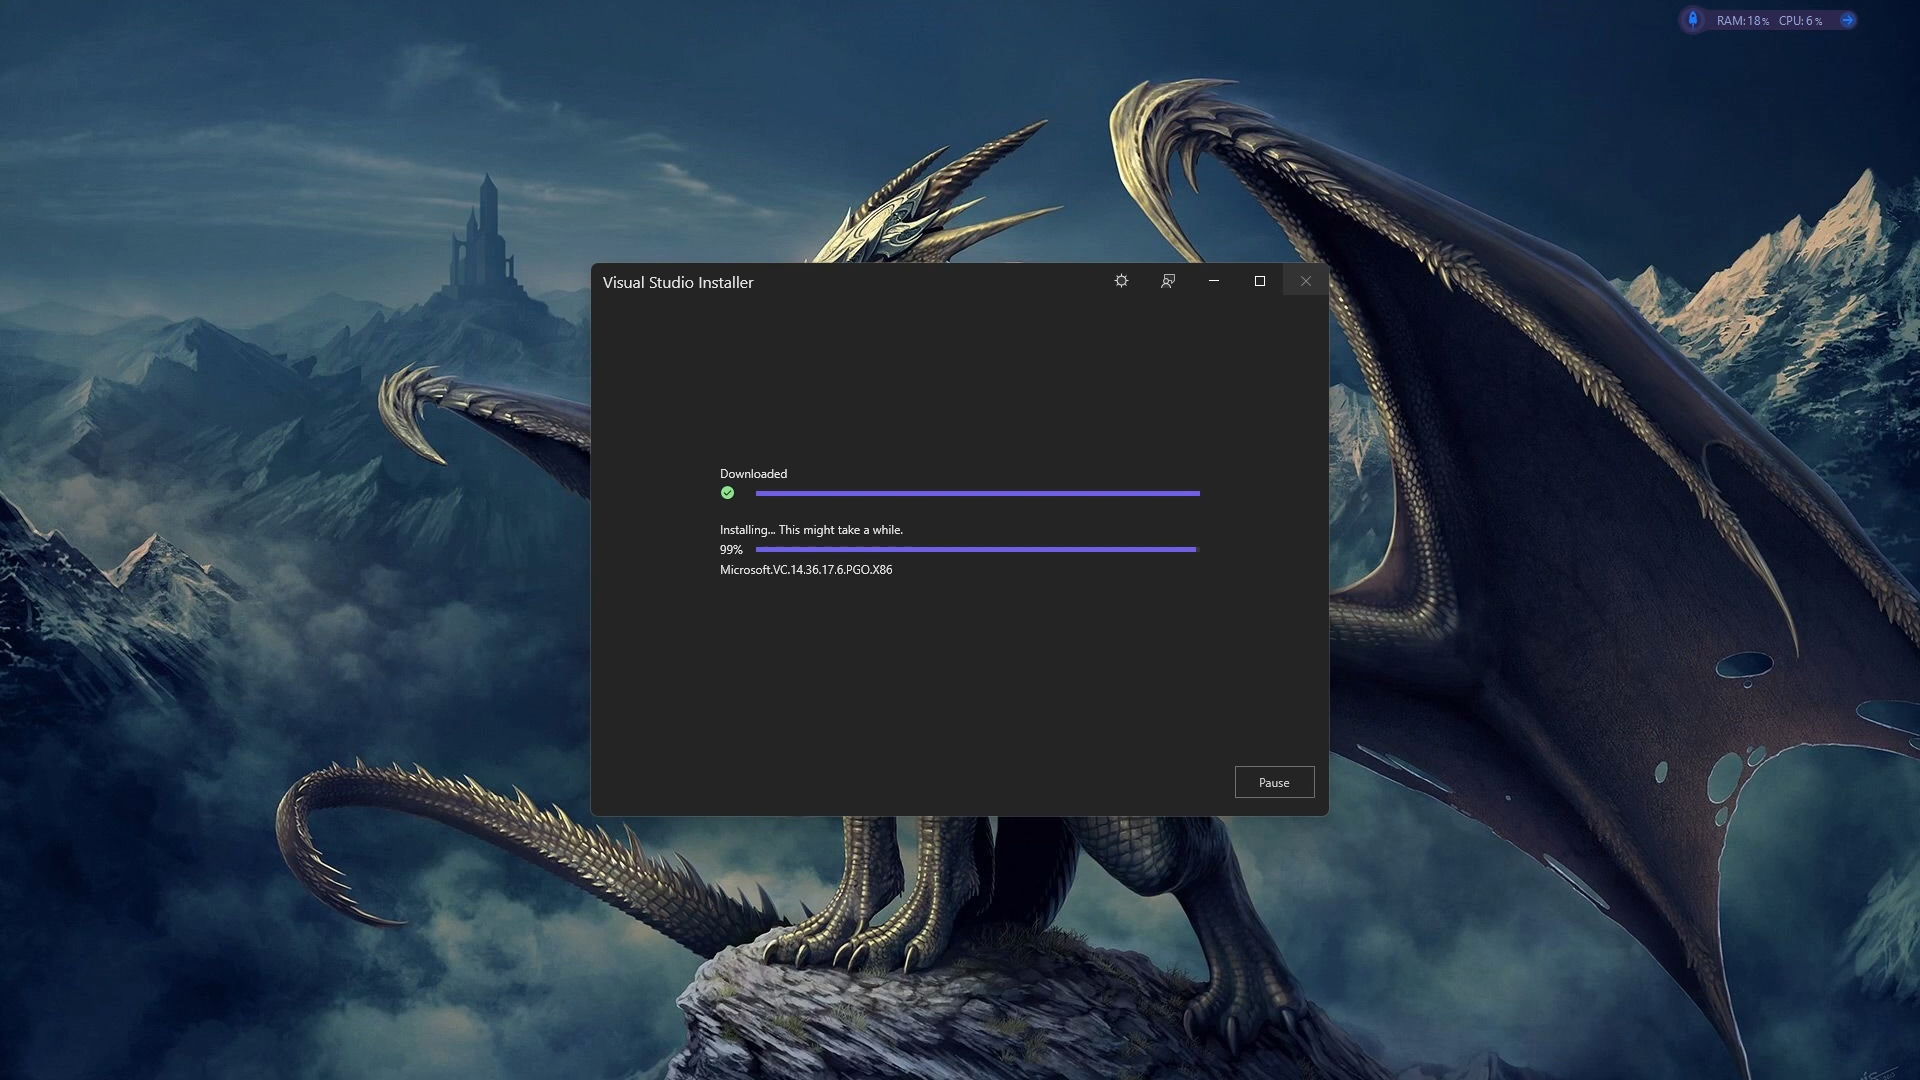 RAM: 18% CPU: 6%
Visual Studio Installer
Downloaded
Installing... This might take a while.
99%
Microsoft.VC.14.36.17.6.PGO.X86
Pause